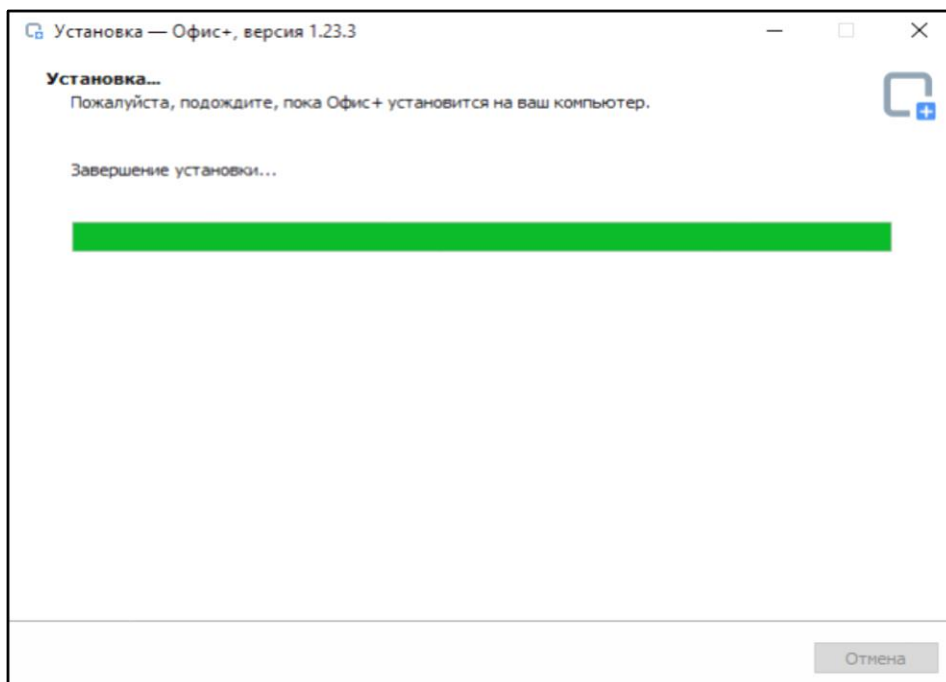 Установка — Офис+, версия 1.23.3
Установка...
Пожалуйста, подождите, пока Офис+ установится на ваш компьютер.
Завершение установки...
Отмена